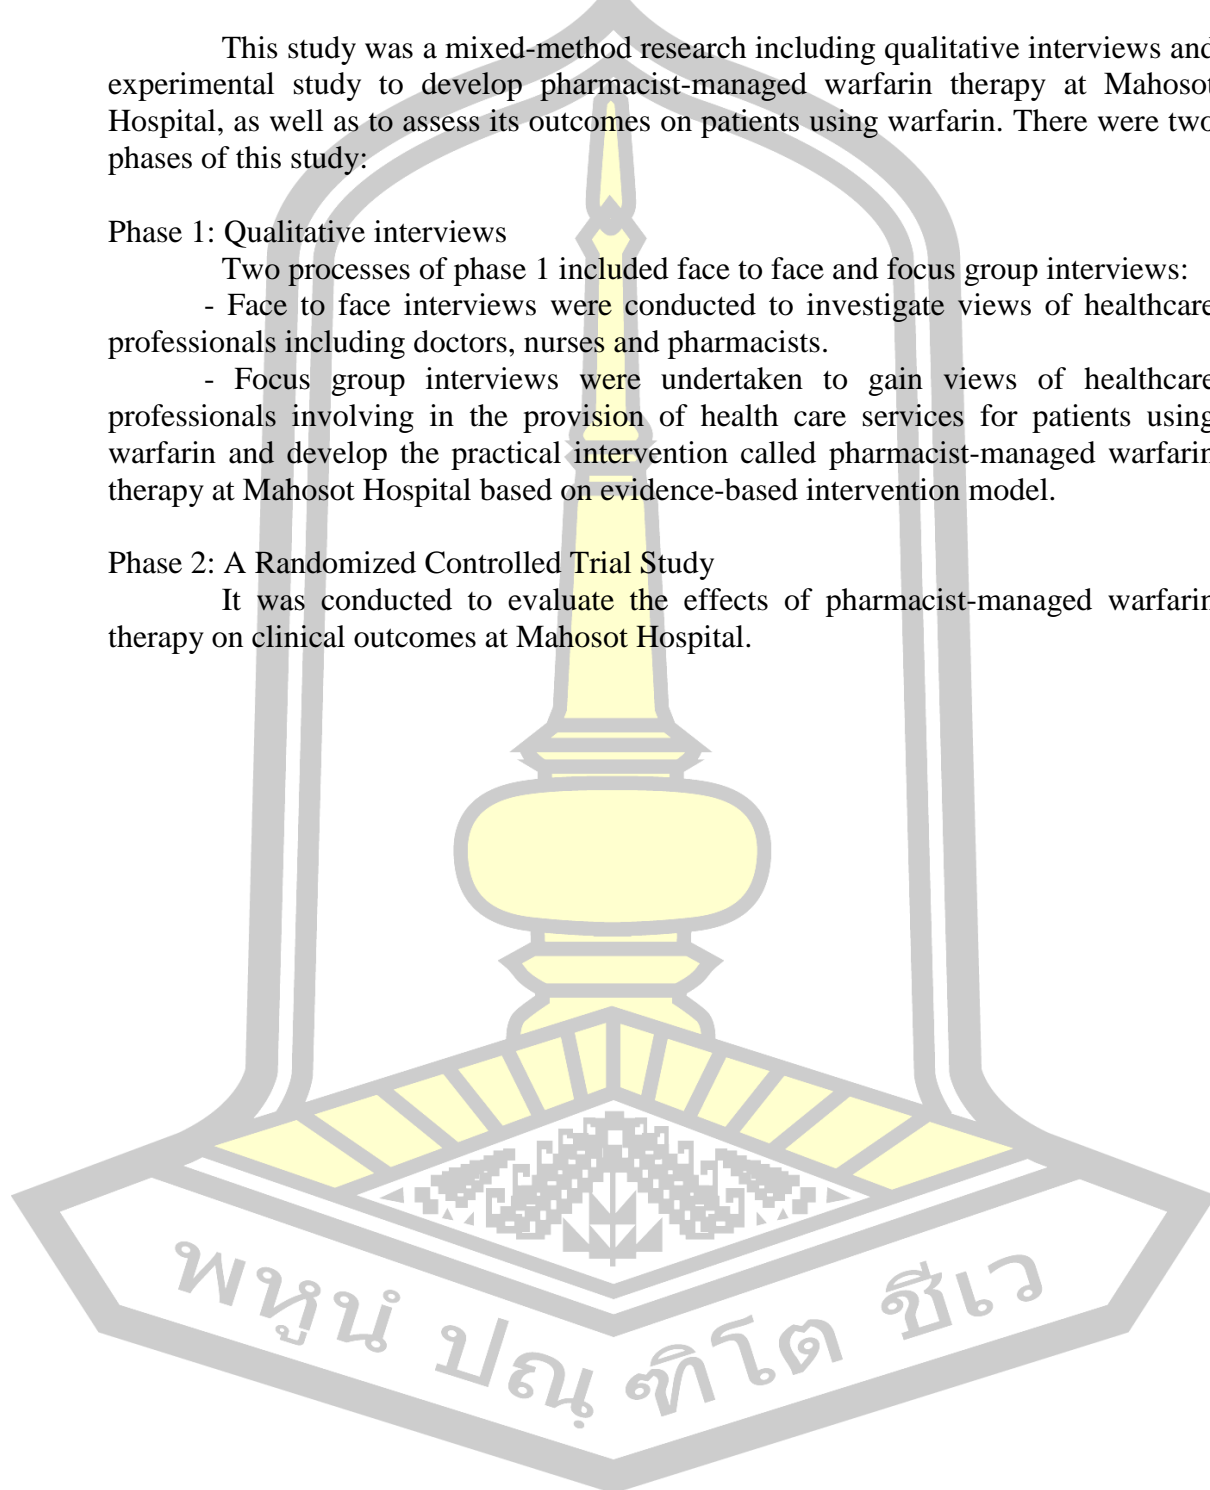 This study was a mixed-method research including qualitative interviews and
experimental study to develop pharmacist-managed warfarin therapy at Mahosot
Hospital, as well as to assess its outcomes on patients using warfarin. There were two
phases of this study:
Phase 1: Qualitative interviews
Two processes of phase 1 included face to face and focus group interviews:
- Face to face interviews were conducted to investigate views of healthcare
professionals including doctors, nurses and pharmacists.
- Focus group interviews were undertaken to gain views of healthcare
professionals involving in the provision of health care services for patients using
warfarin and develop the practical intervention called pharmacist-managed warfarin
therapy at Mahosot Hospital based on evidence-based intervention model.
Phase 2: A Randomized Controlled Trial Study
It was conducted to evaluate the effects of pharmacist-managed warfarin
therapy on clinical outcomes at Mahosot Hospital.
พหูนํ ปณฺฑิโต ชีเว